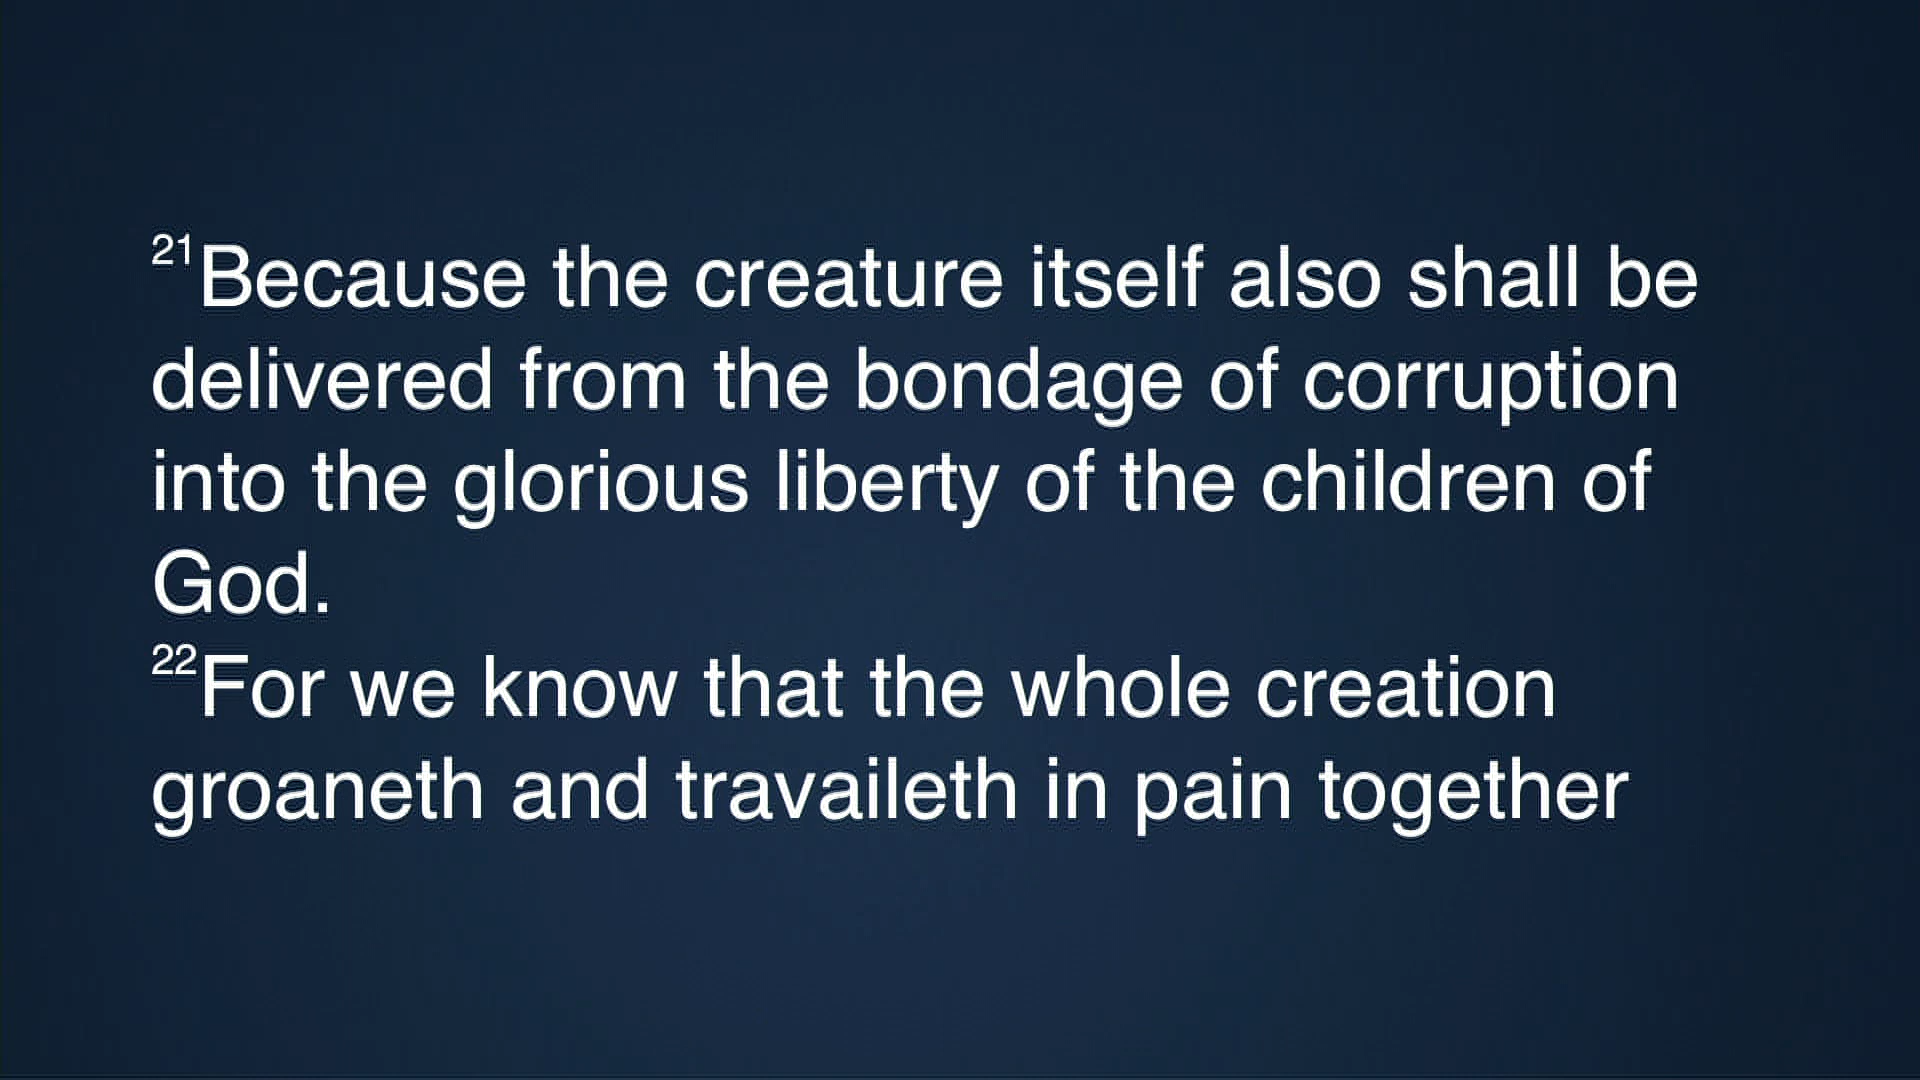 21Because the creature itself also shall be
delivered from the bondage of corruption
into the glorious liberty of the children of
God.
22For we know that the whole creation
groaneth and travaileth in pain together